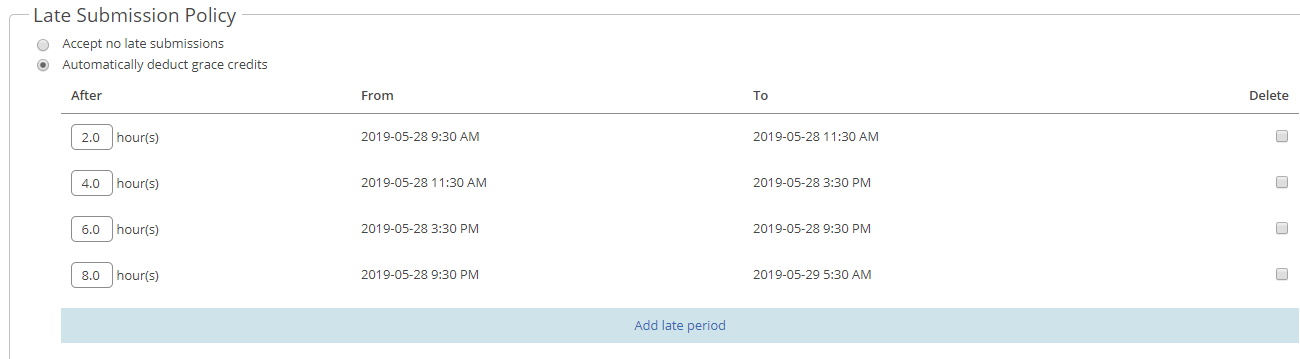 Late Submission Policy
Accept no late submissions
Automatically deduct grace credits
After From To Delete
2.0 hour(s) 2019-05-28 9:30 AM 2019-05-28 11:30 AM
4.0 hour(s) 2019-05-28 11:30 AM 2019-05-28 3:30 PM
6.0 hour(s) 2019-05-28 3:30 PM 2019-05-28 9:30 PM
8.0 hour(s) 2019-05-28 9:30 PM 2019-05-29 5:30 AM
Add late period